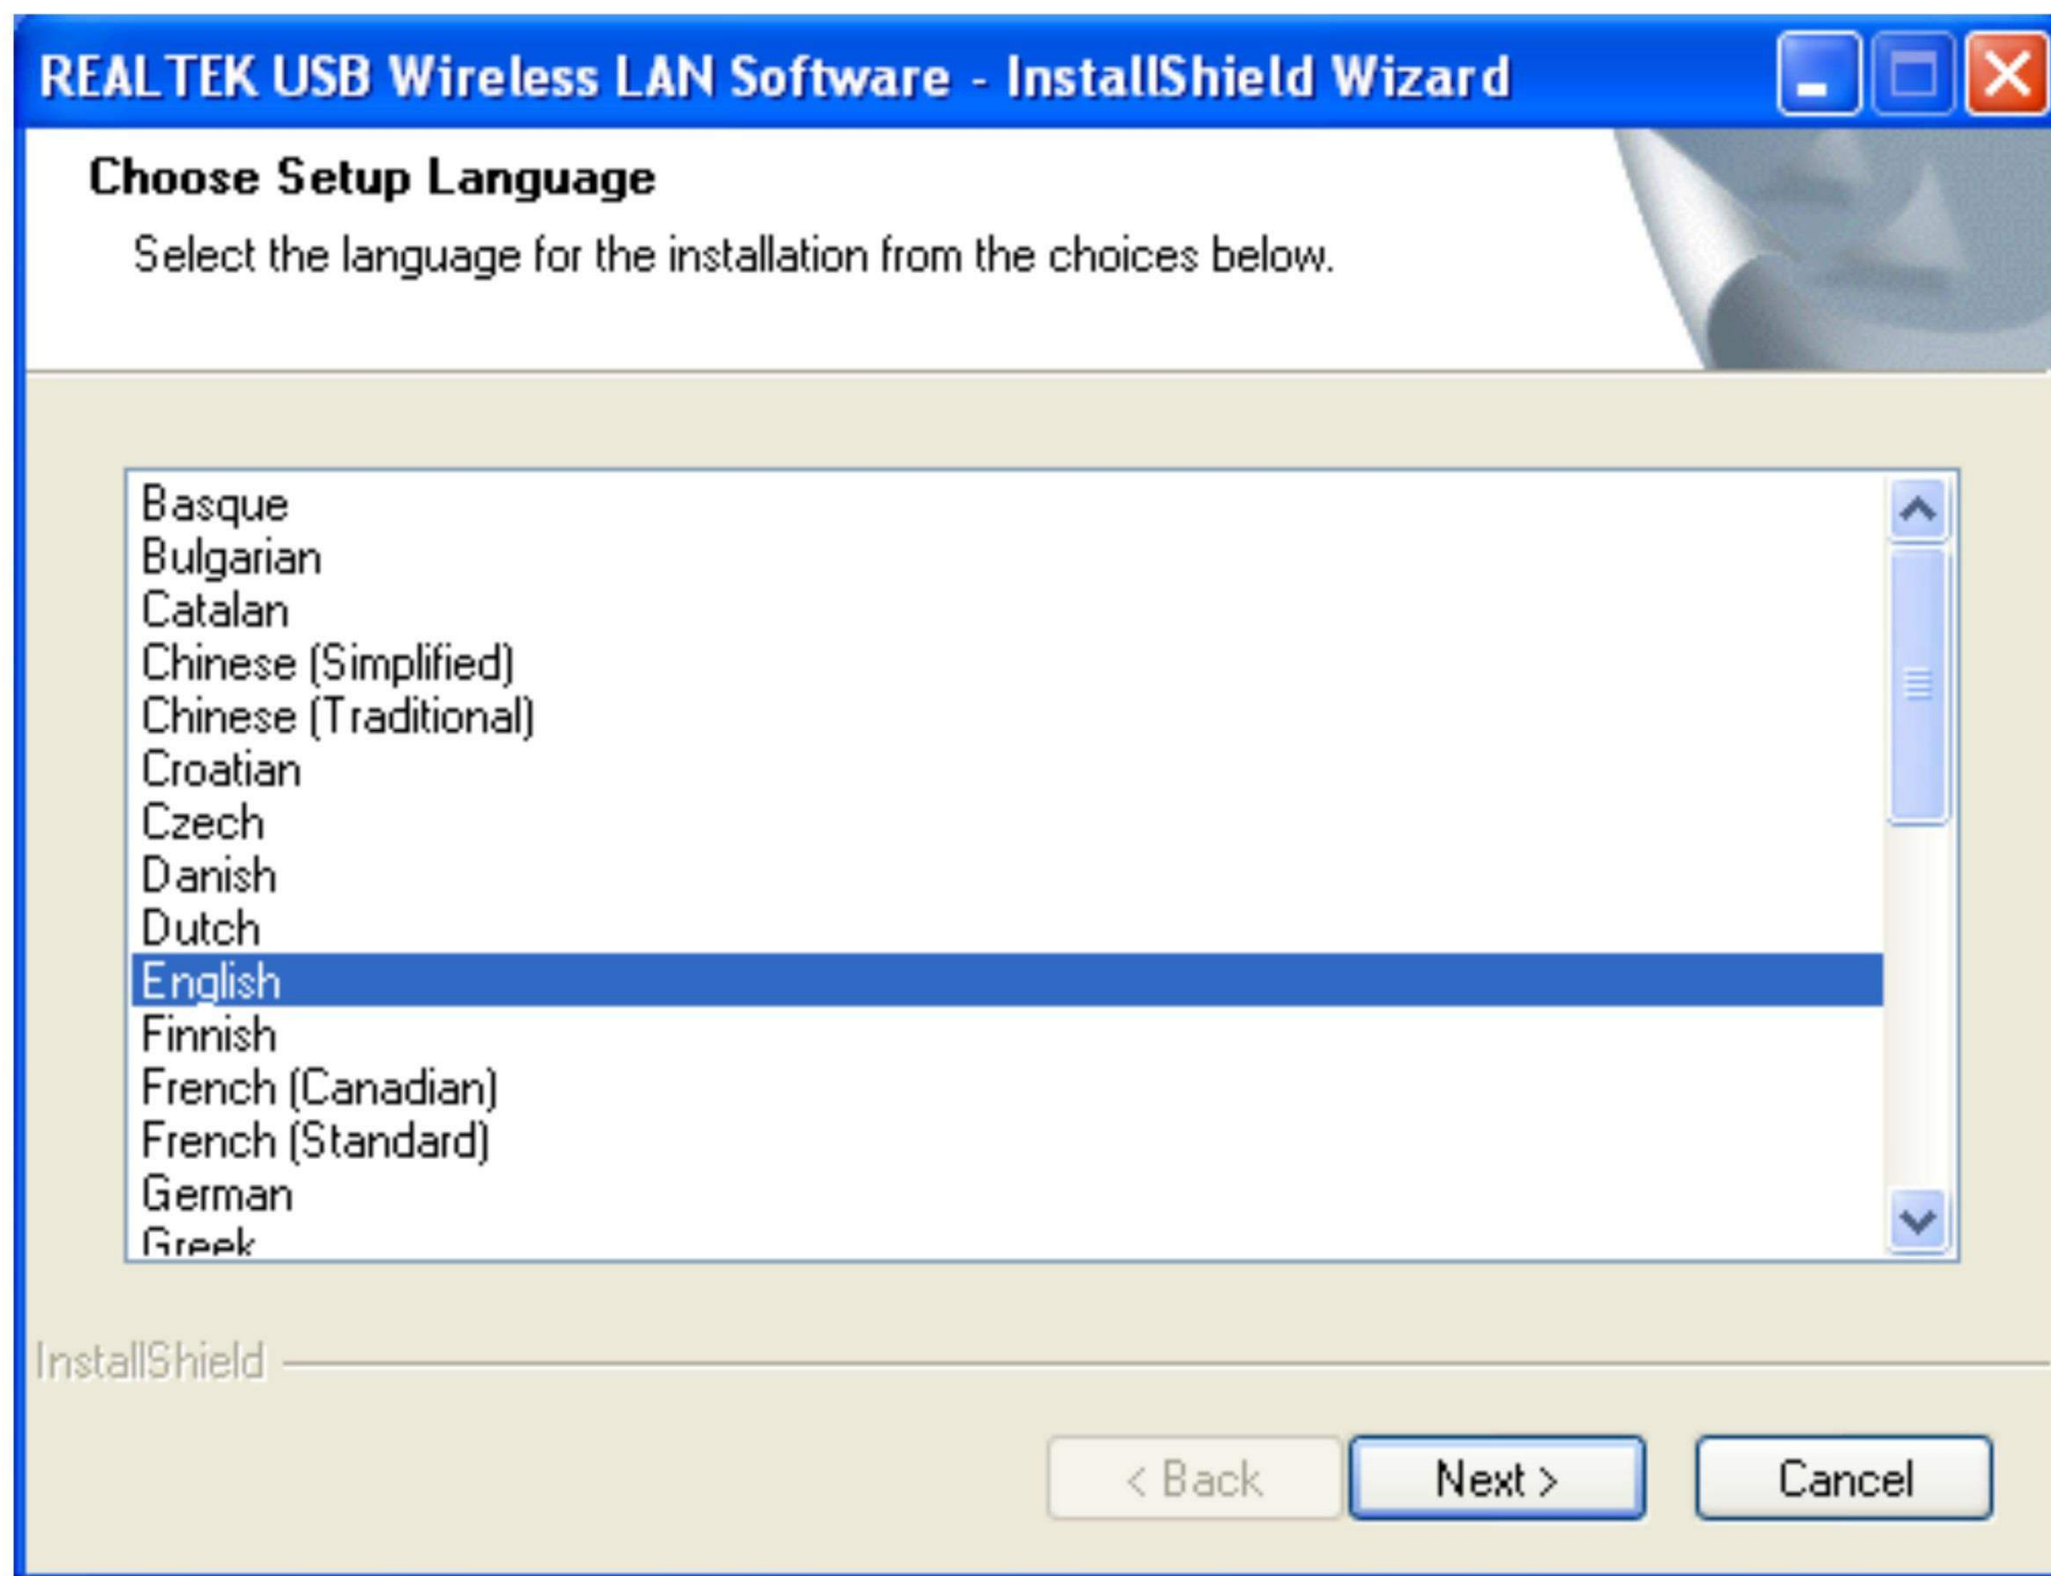 REALTEK USB Wireless LAN Software - InstallShield Wizard
Choose Setup Language
Select the language for the installation from the choices below.
Basque
Bulgarian
Catalan
Chinese (Simplified)
Chinese (Traditional)
Croatian
Czech
Danish
Dutch
English
Finnish
French (Canadian)
French (Standard)
German
Greek
InstallShield
< Back Next > Cancel